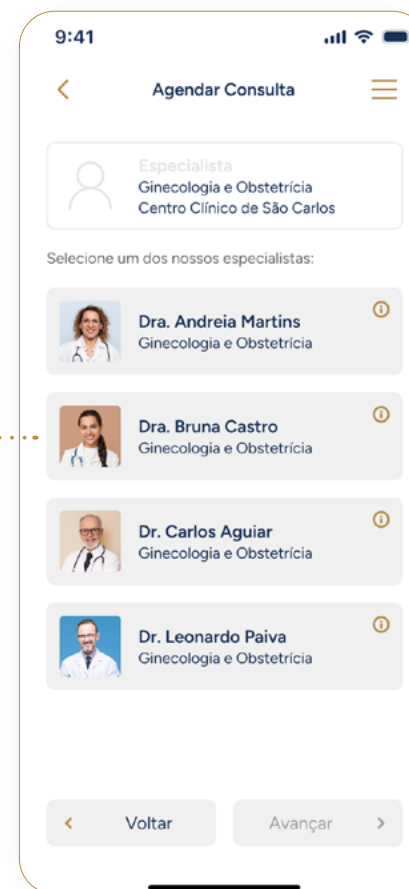 9:41
Agendar Consulta
Especialista
Ginecologia e Obstetrícia
Centro Clínico de São Carlos
Selecione um dos nossos especialistas:
Dra. Andreia Martins
Ginecologia e Obstetrícia
Dra. Bruna Castro
Ginecologia e Obstetrícia
Dr. Carlos Aguiar
Ginecologia e Obstetrícia
Dr. Leonardo Paiva
Ginecologia e Obstetrícia
Voltar
Avançar